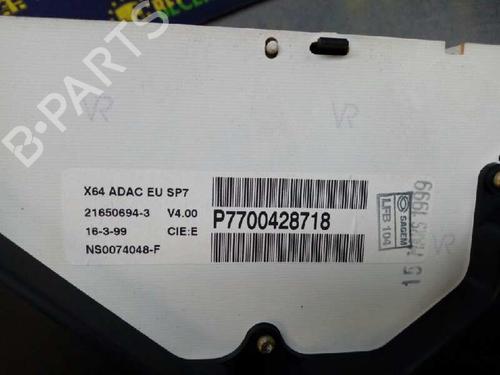 B-PARTS
VR
VR
X64 ADAC EU SP7
21650694-3 V4.00
16-3-99 CIE:E
NS0074048-F
P7700428718
SAGEM
LFB 104
VR